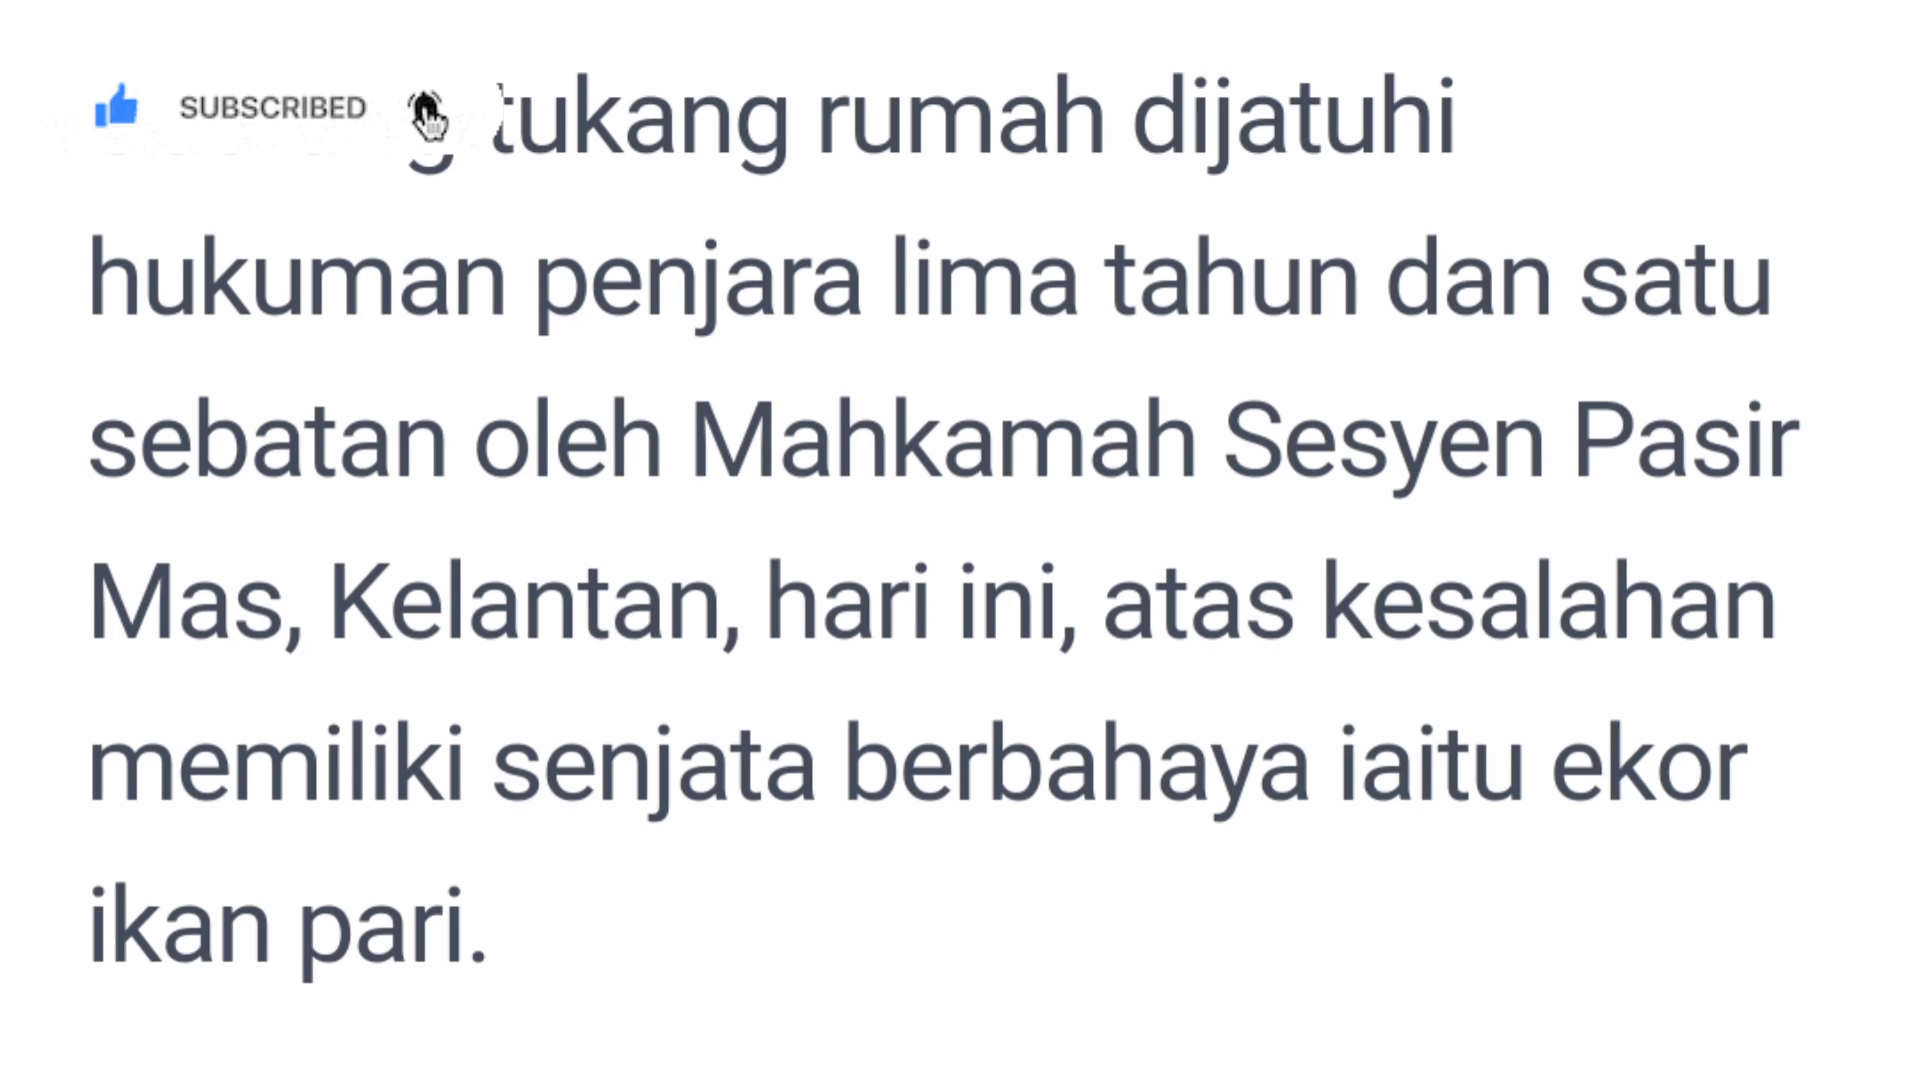 SUBSCRIBED
tukang rumah dijatuhi
hukuman penjara lima tahun dan satu
sebatan oleh Mahkamah Sesyen Pasir
Mas, Kelantan, hari ini, atas kesalahan
memiliki senjata berbahaya iaitu ekor
ikan pari.